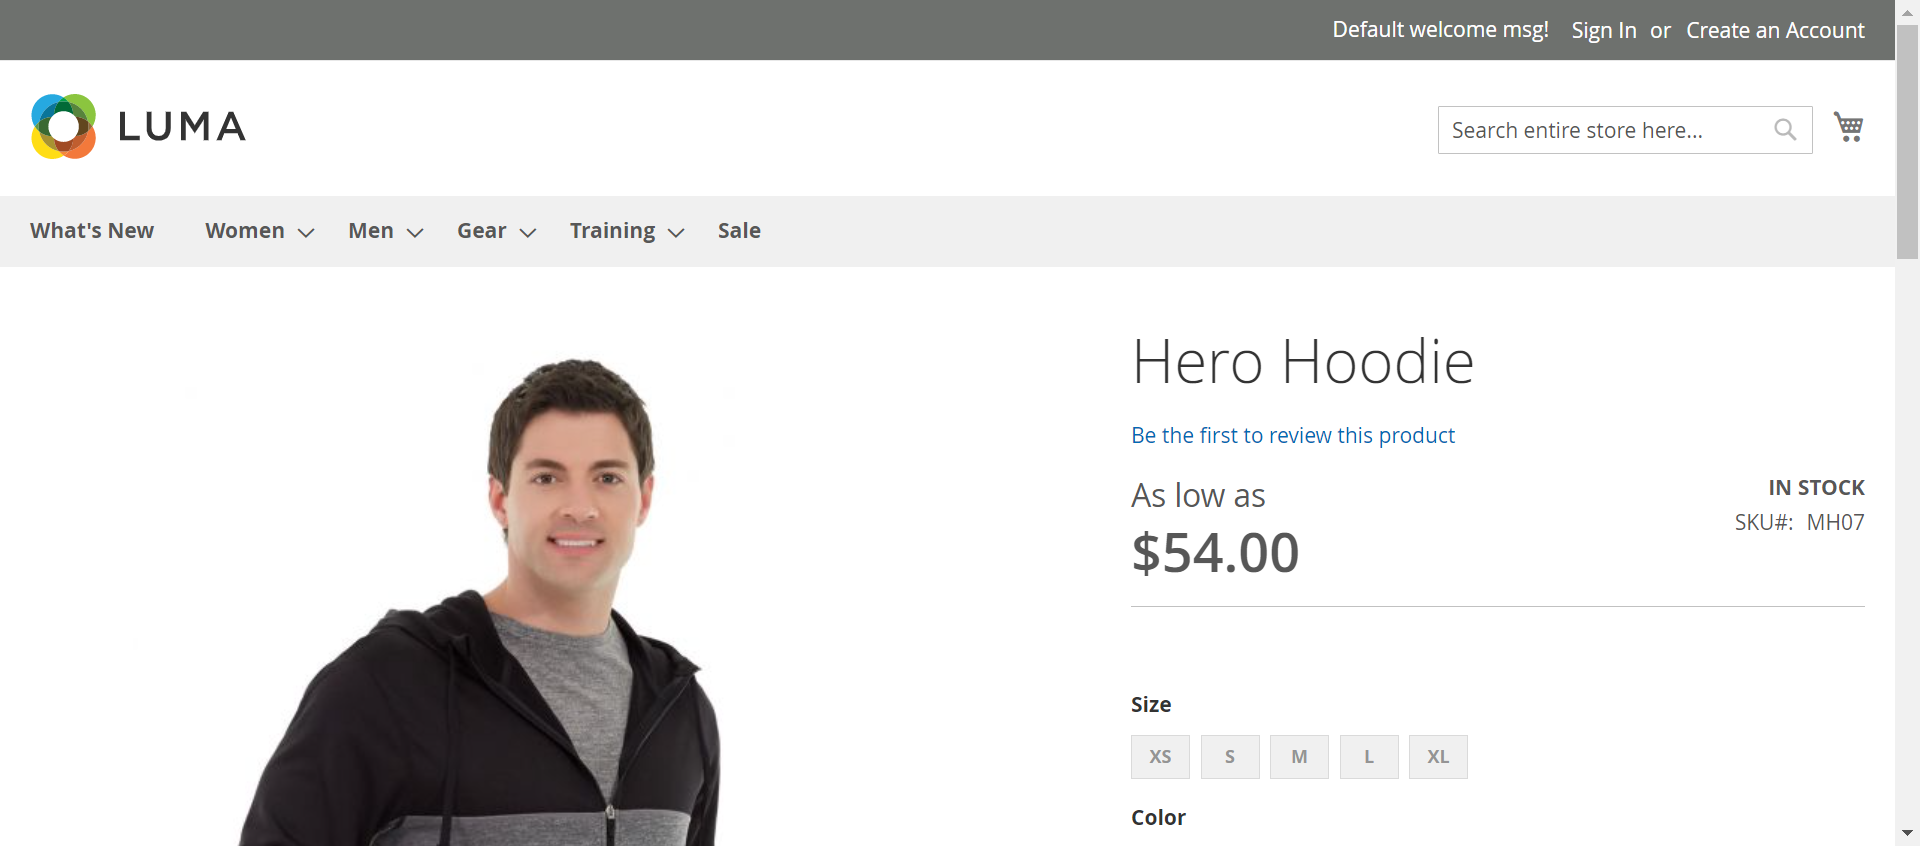 Default welcome msg! Sign In or Create an Account
LUMA
Search entire store here...
What's New Women Men Gear Training Sale
Hero Hoodie
Be the first to review this product
As low as
$54.00
IN STOCK
SKU#: MH07
Size
XS S M L XL
Color